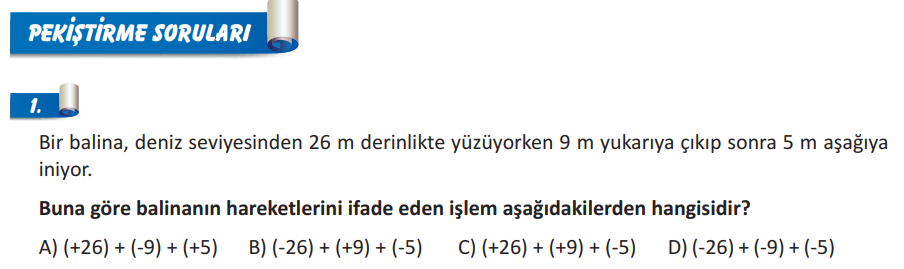 PEKİŞTİRME SORULARI
1.
Bir balina, deniz seviyesinden 26 m derinlikte yüzüyorken 9 m yukarıya çıkıp sonra 5 m aşağıya
iniyor.
Buna göre balinanın hareketlerini ifade eden işlem aşağıdakilerden hangisidir?
A) (+26) + (-9) + (+5) B) (-26) + (+9) + (-5) C) (+26) + (+9) + (-5) D) (-26) + (-9) + (-5)